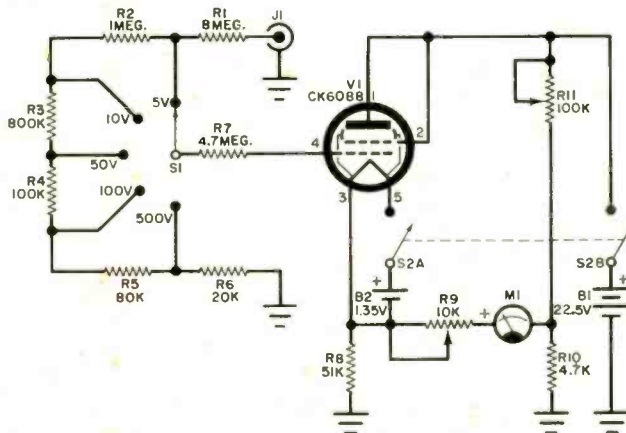 R2
1MEG.
R1
8MEG.
J1
V1
CK6088
1
2
3
4
5
R11
100K
R3
800K
10V
5V
R7
4.7MEG.
50V
S1
R4
100K
100V
500V
R5
80K
R6
20K
S2A
S2B
+
B2
1.35V
R9
10K
+
M1
+
B1
22.5V
R8
51K
R10
4.7K